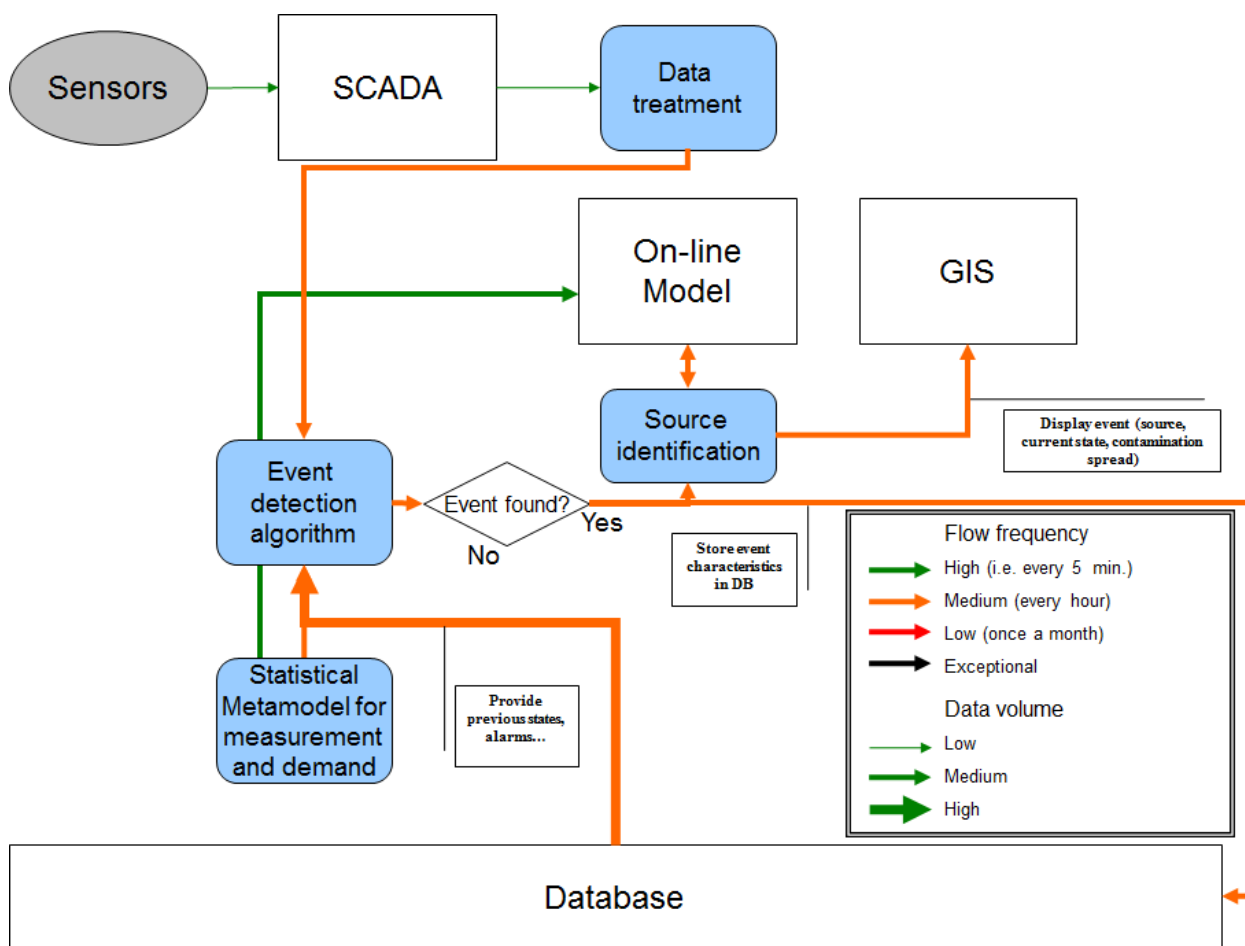 Sensors
SCADA
Data
treatment
On-line
Model
GIS
Source
identification
Display event (source,
current state, contamination
spread)
Event
detection
algorithm
Event found?
Yes
No
Store event
characteristics
in DB
Flow frequency
High (i.e. every 5 min.)
Medium (every hour)
Low (once a month)
Exceptional
Data volume
Low
Medium
High
Statistical
Metamodel for
measurement
and demand
Provide
previous states,
alarms...
Database